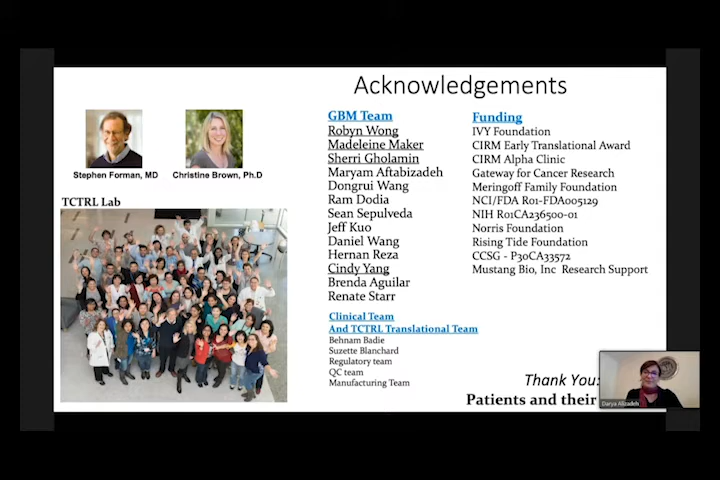 Acknowledgements
Stephen Forman, MD
Christine Brown, Ph.D
TCTRL Lab
GBM Team
Robyn Wong
Madeleine Maker
Sherri Gholamin
Maryam Aftabizadeh
Dongrui Wang
Ram Dodia
Sean Sepulveda
Jeff Kuo
Daniel Wang
Hernan Reza
Cindy Yang
Brenda Aguilar
Renate Starr
Clinical Team
And TCTRL Translational Team
Behnam Badie
Suzette Blanchard
Regulatory team
QC team
Manufacturing Team
Funding
IVY Foundation
CIRM Early Translational Award
CIRM Alpha Clinic
Gateway for Cancer Research
Meringoff Family Foundation
NCI/FDA R01-FDA005129
NIH R01CA236500-01
Norris Foundation
Rising Tide Foundation
CCSG - P30CA33572
Mustang Bio, Inc Research Support
Thank You:
Patients and their
Darya Alizadeh